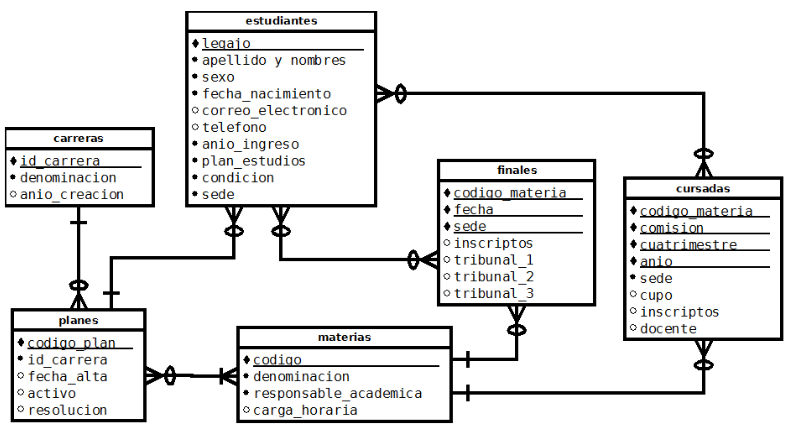 estudiantes
legajo
apellido y nombres
sexo
fecha_nacimiento
correo_electronico
telefono
anio_ingreso
plan_estudios
condicion
sede
carreras
id_carrera
denominacion
anio_creacion
finales
codigo_materia
fecha
sede
inscriptos
tribunal_1
tribunal_2
tribunal_3
cursadas
codigo_materia
comision
cuatrimestre
anio
sede
cupo
inscriptos
docente
planes
codigo_plan
id_carrera
fecha_alta
activo
resolucion
materias
codigo
denominacion
responsable_academica
carga_horaria